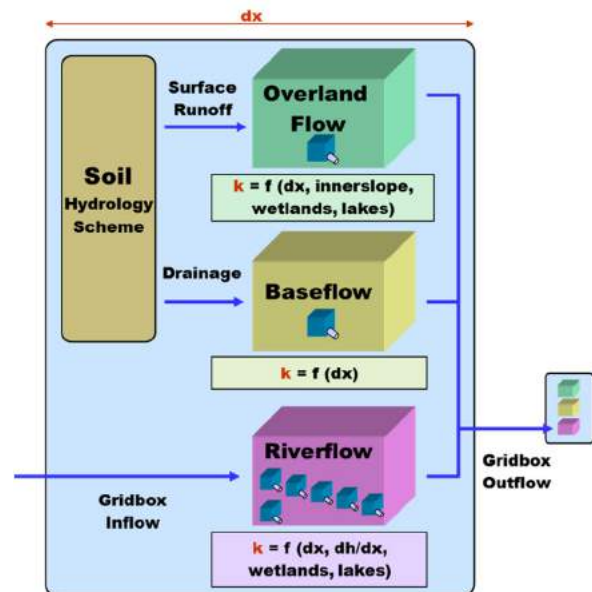 dx
Surface
Runoff
Overland
Flow
Soil
Hydrology
Scheme
k = f (dx, innerslope,
wetlands, lakes)
Drainage
Baseflow
k = f (dx)
Riverflow
Gridbox
Inflow
Gridbox
Outflow
k = f (dx, dh/dx,
wetlands, lakes)